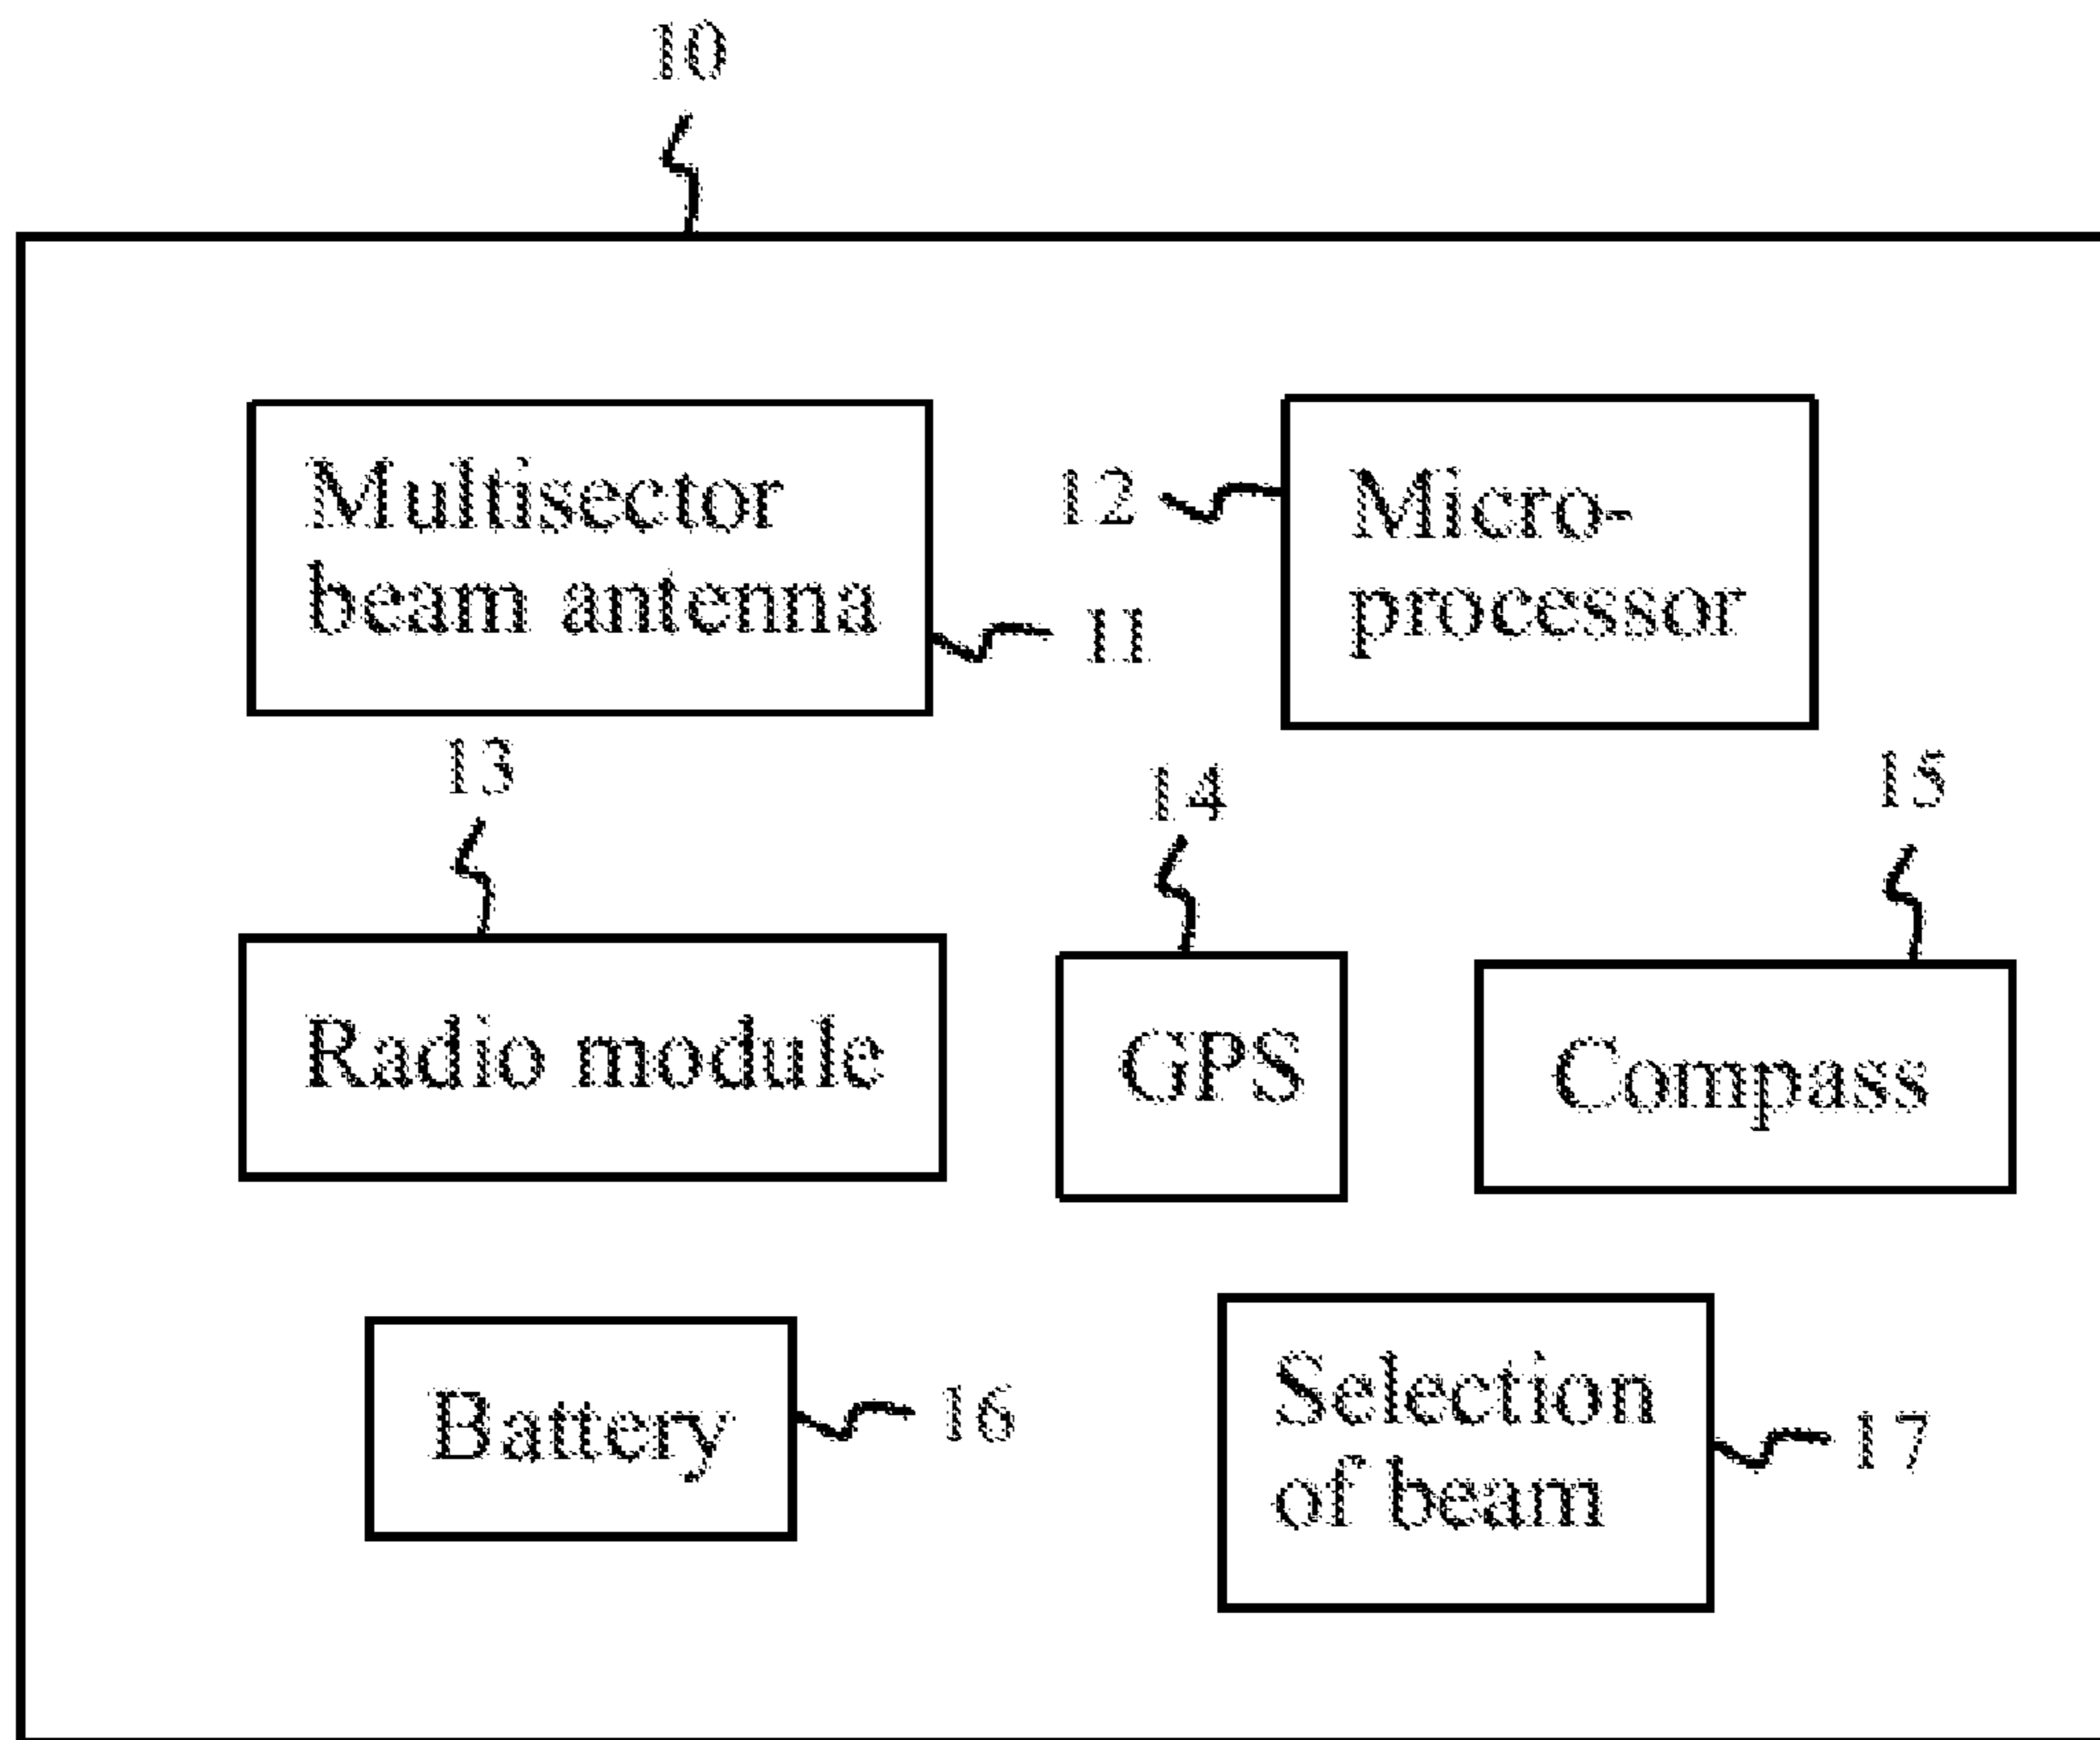 10
Multisector
beam antenna
11
12
Micro-
processor
13
Radio module
14
GPS
15
Compass
Battery
16
Selection
of beam
17